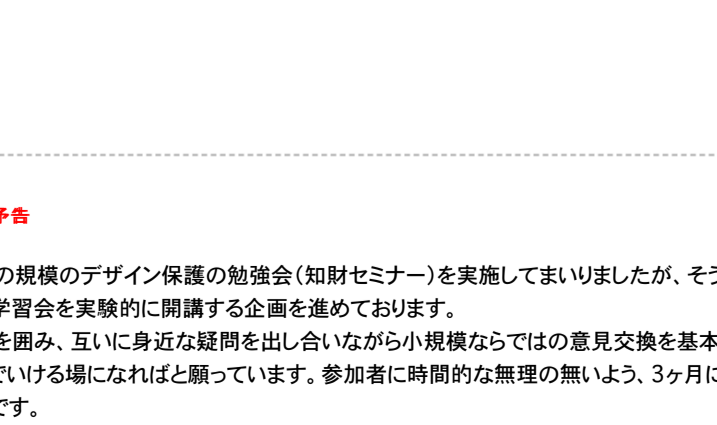 予告
の規模のデザイン保護の勉強会（知財セミナー）を実施してまいりましたが、そう
学習会を実験的に開講する企画を進めております。
を囲み、互いに身近な疑問を出し合いながら小規模ならではの意見交換を基本
でいける場になればと願っています。参加者に時間的な無理の無いよう、3ヶ月に
です。